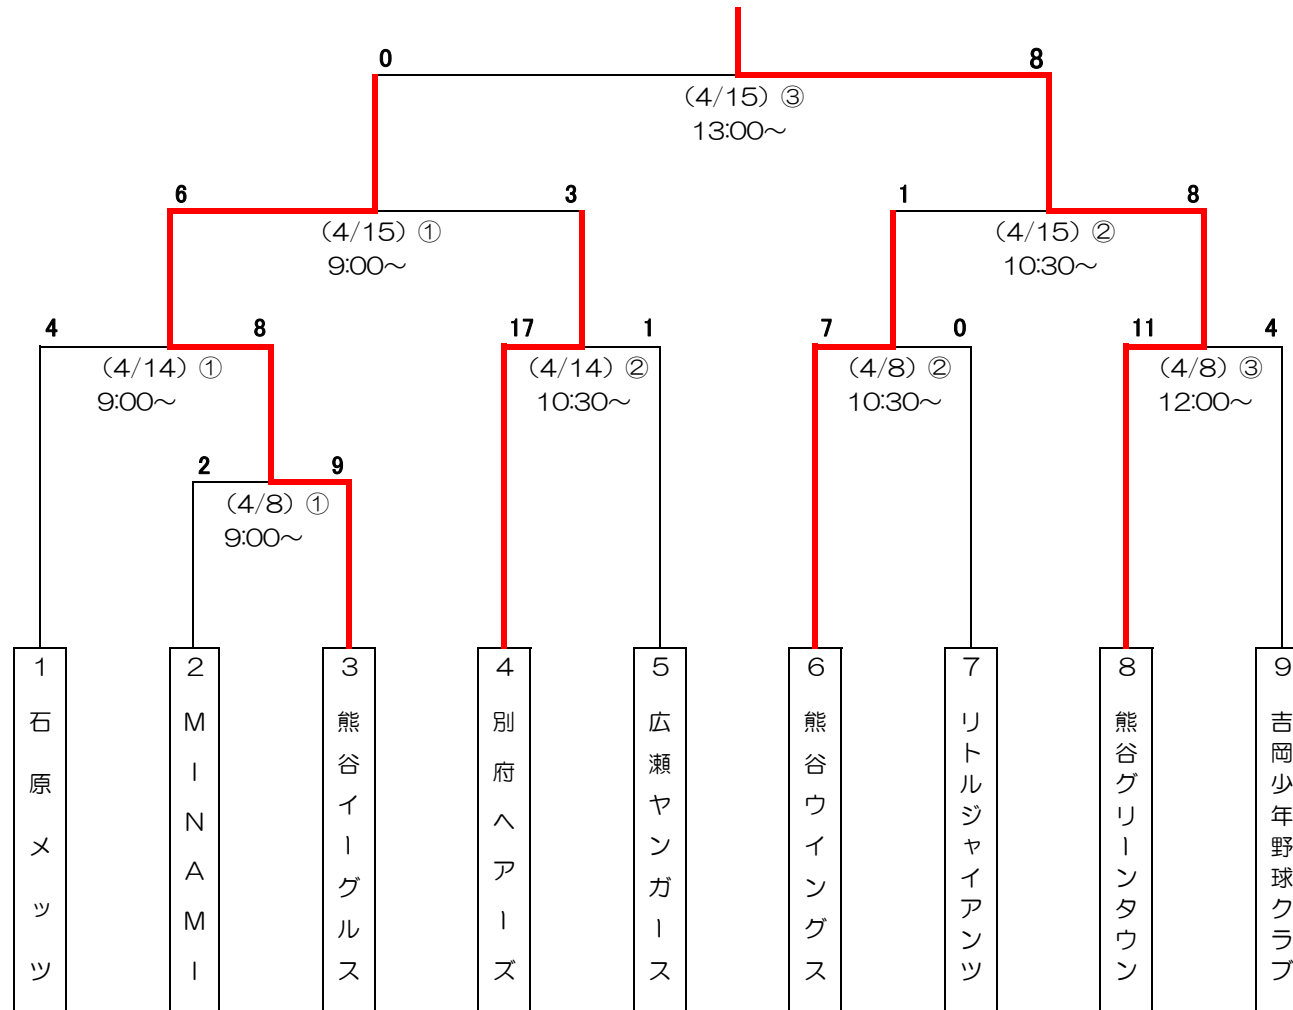 0 8
(4/15) ③
13:00～
6 3 1 8
(4/15) ① (4/15) ②
9:00～ 10:30～
4 8 17 1 7 0 11 4
(4/14) ① (4/14) ② (4/8) ② (4/8) ③
9:00～ 10:30～ 10:30～ 12:00～
2 9
(4/8) ①
9:00～
1 石原メッツ
2 MINAMI
3 熊谷イーグルス
4 別府ヘアーズ
5 広瀬ヤンガース
6 熊谷ウイングス
7 リトルジャイアンツ
8 熊谷グリーンタウン
9 吉岡少年野球クラブ